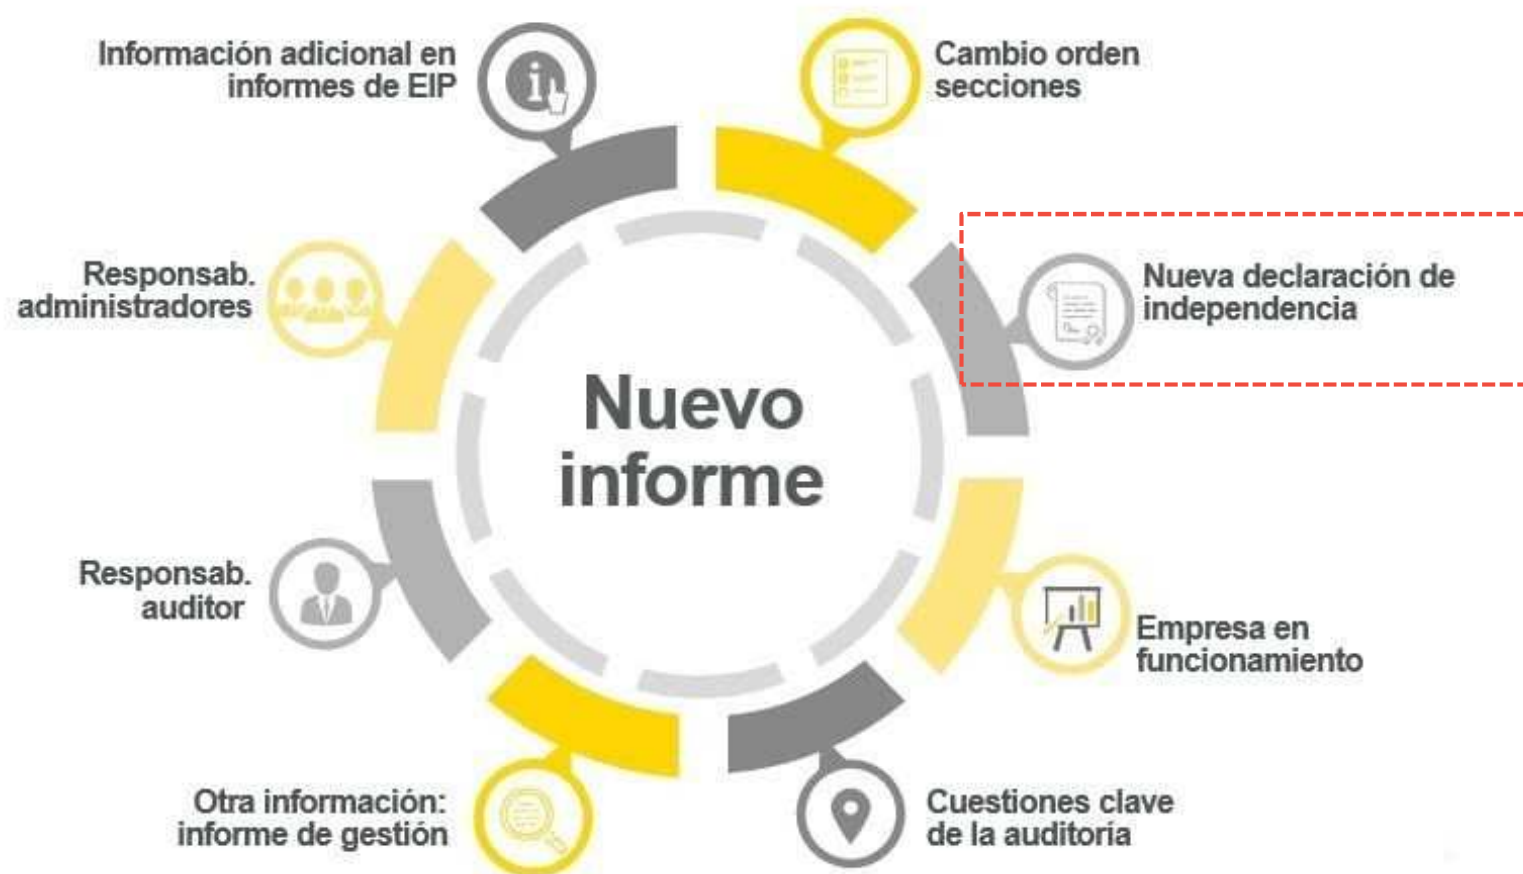 Información adicional en
informes de EIP
Cambio orden
secciones
Nueva declaración de
independencia
Responsab.
administradores
Nuevo
informe
Responsab.
auditor
Empresa en
funcionamiento
Otra información:
informe de gestión
Cuestiones clave
de la auditoría